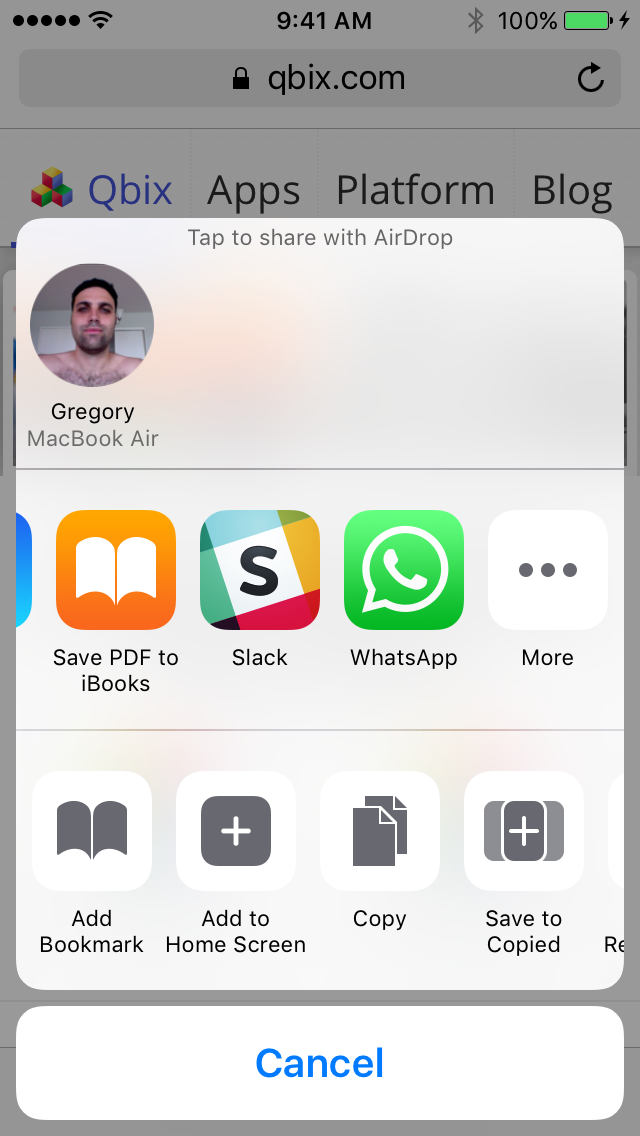 9:41 AM 100%
qbix.com
Qbix Apps Platform Blog
Tap to share with AirDrop
Gregory
MacBook Air
S
Save PDF to
iBooks
Slack
WhatsApp
More
Add
Bookmark
Add to
Home Screen
Copy
Save to
Copied
Cancel